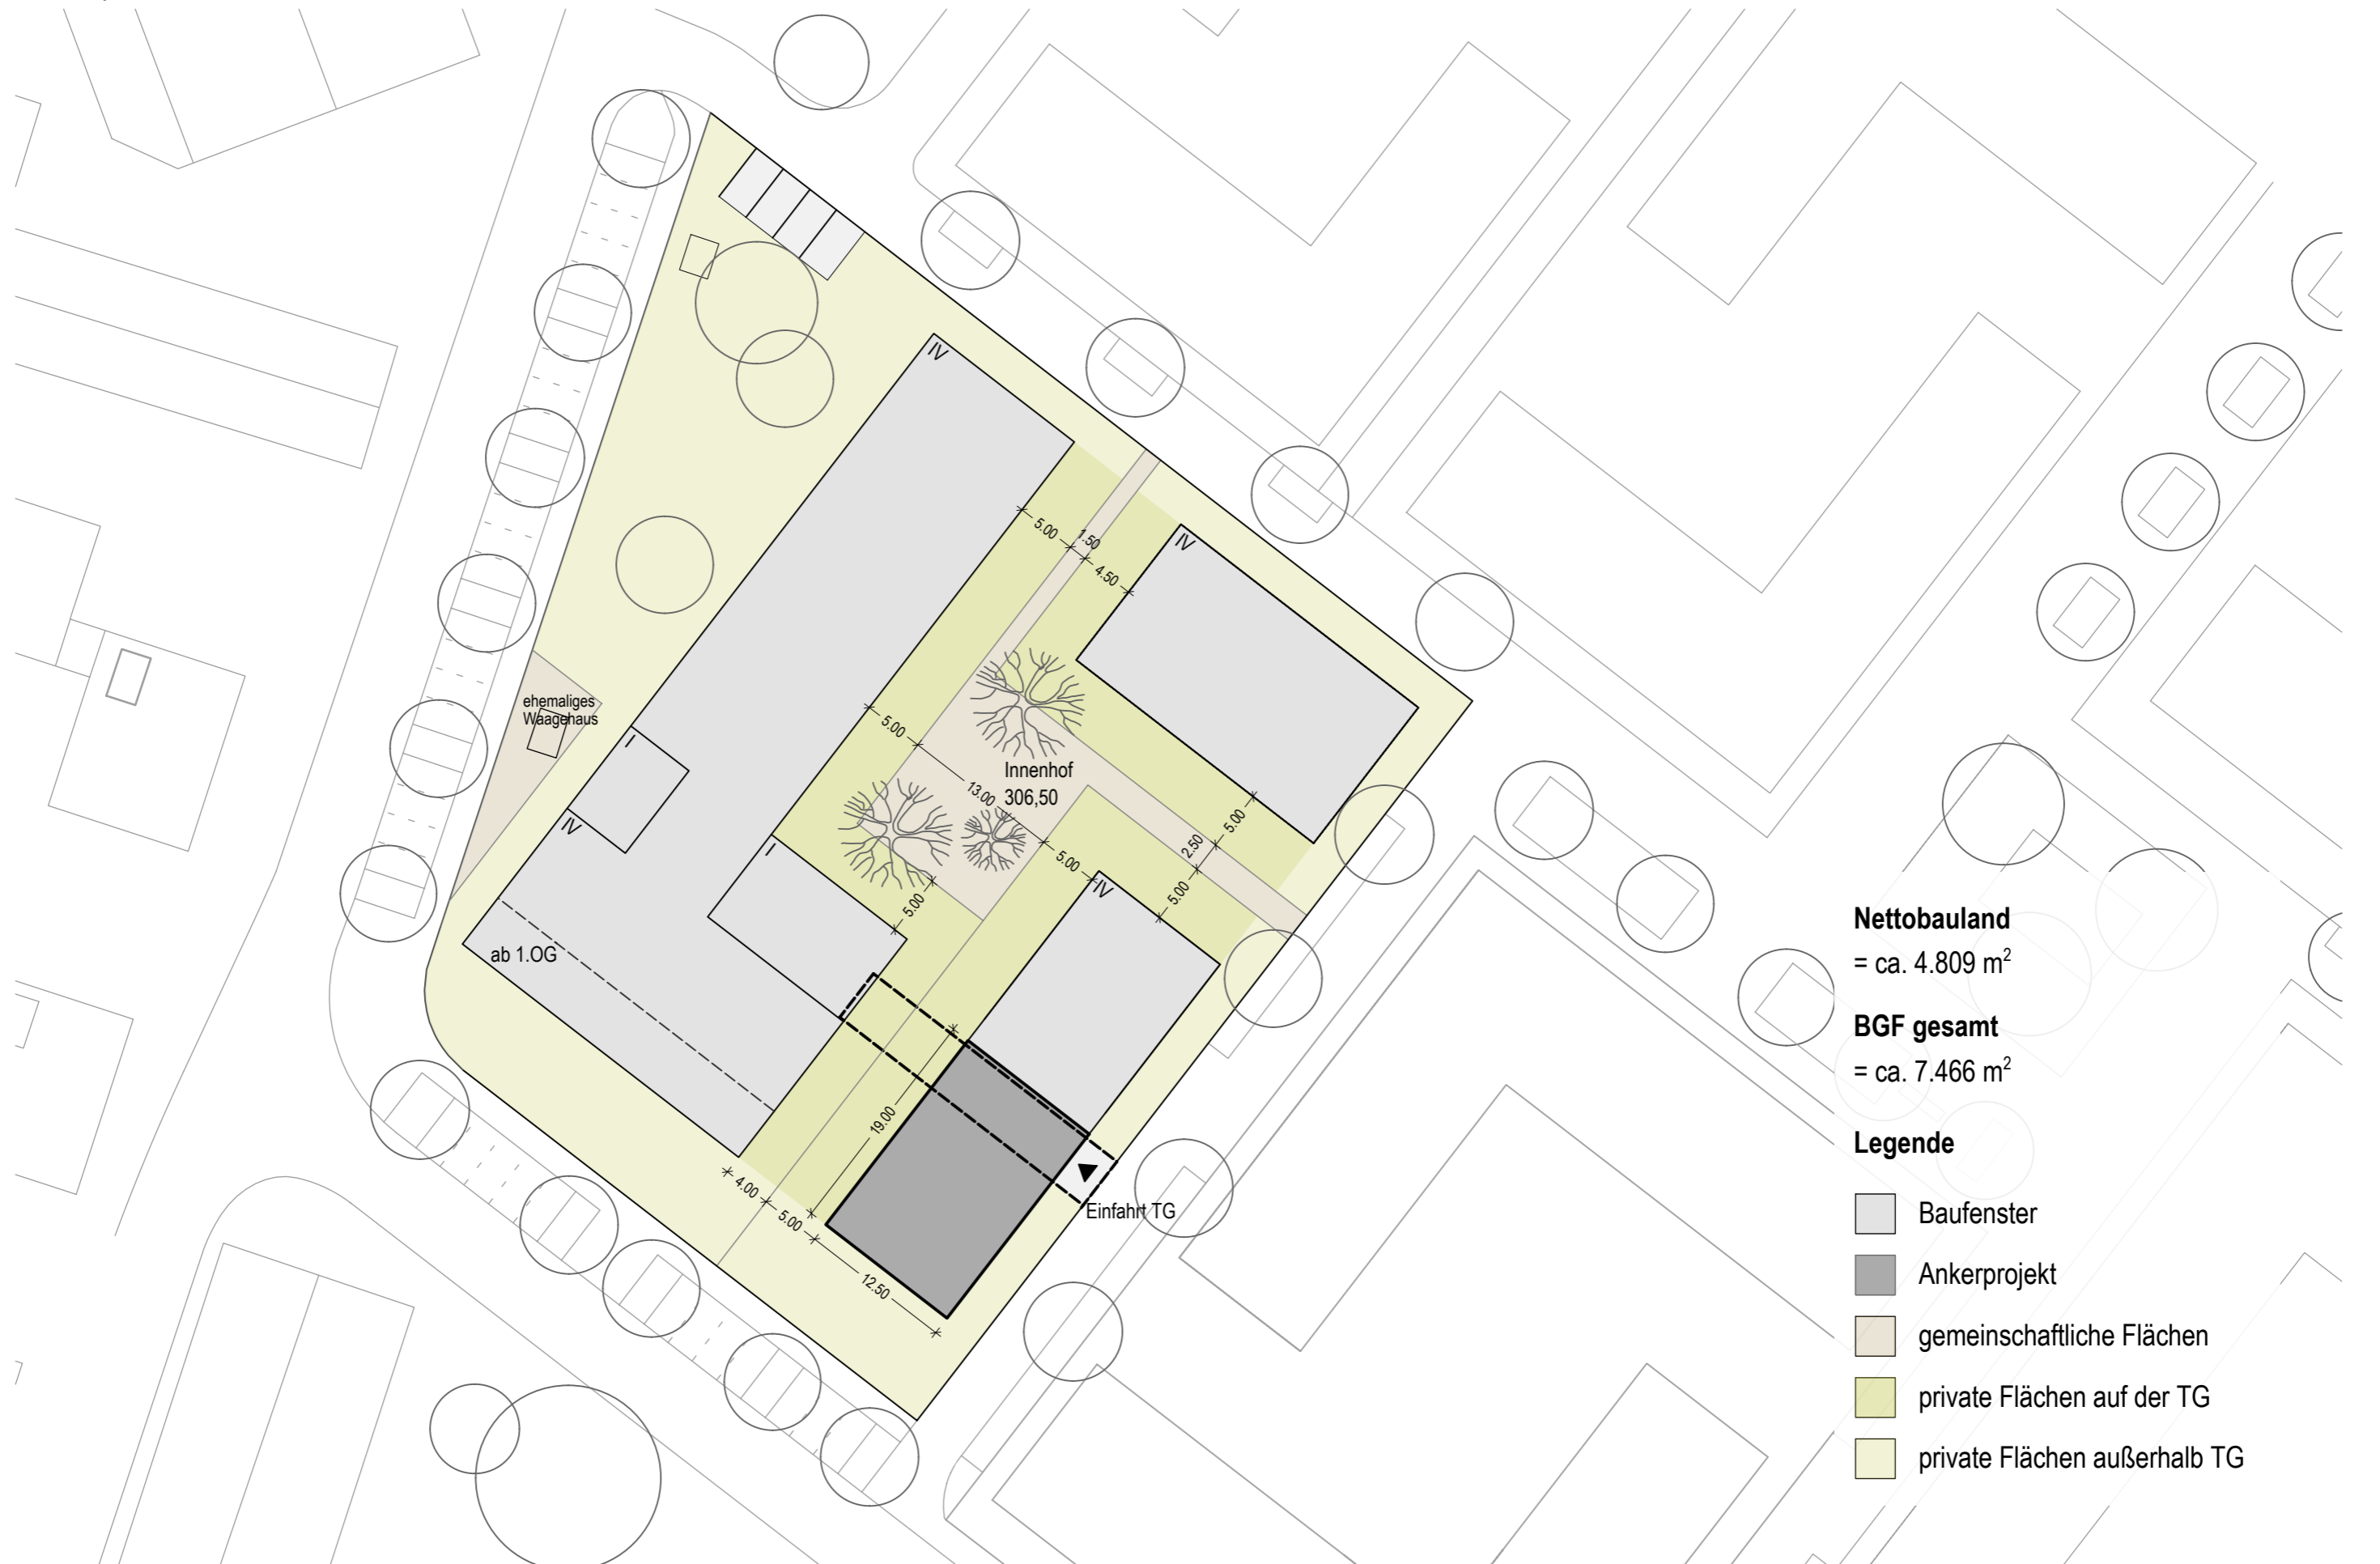 IV
5.00
1.50
4.50
IV
ehemaliges
Waagehaus
I
IV
5.00
13.00
Innenhof
306,50
5.00
2.50
5.00
5.00
IV
I
5.00
ab 1.OG
19.00
4.00
5.00
12.50
Einfahrt TG
Nettobauland
= ca. 4.809 m²
BGF gesamt
= ca. 7.466 m²
Legende
Baufenster
Ankerprojekt
gemeinschaftliche Flächen
private Flächen auf der TG
private Flächen außerhalb TG